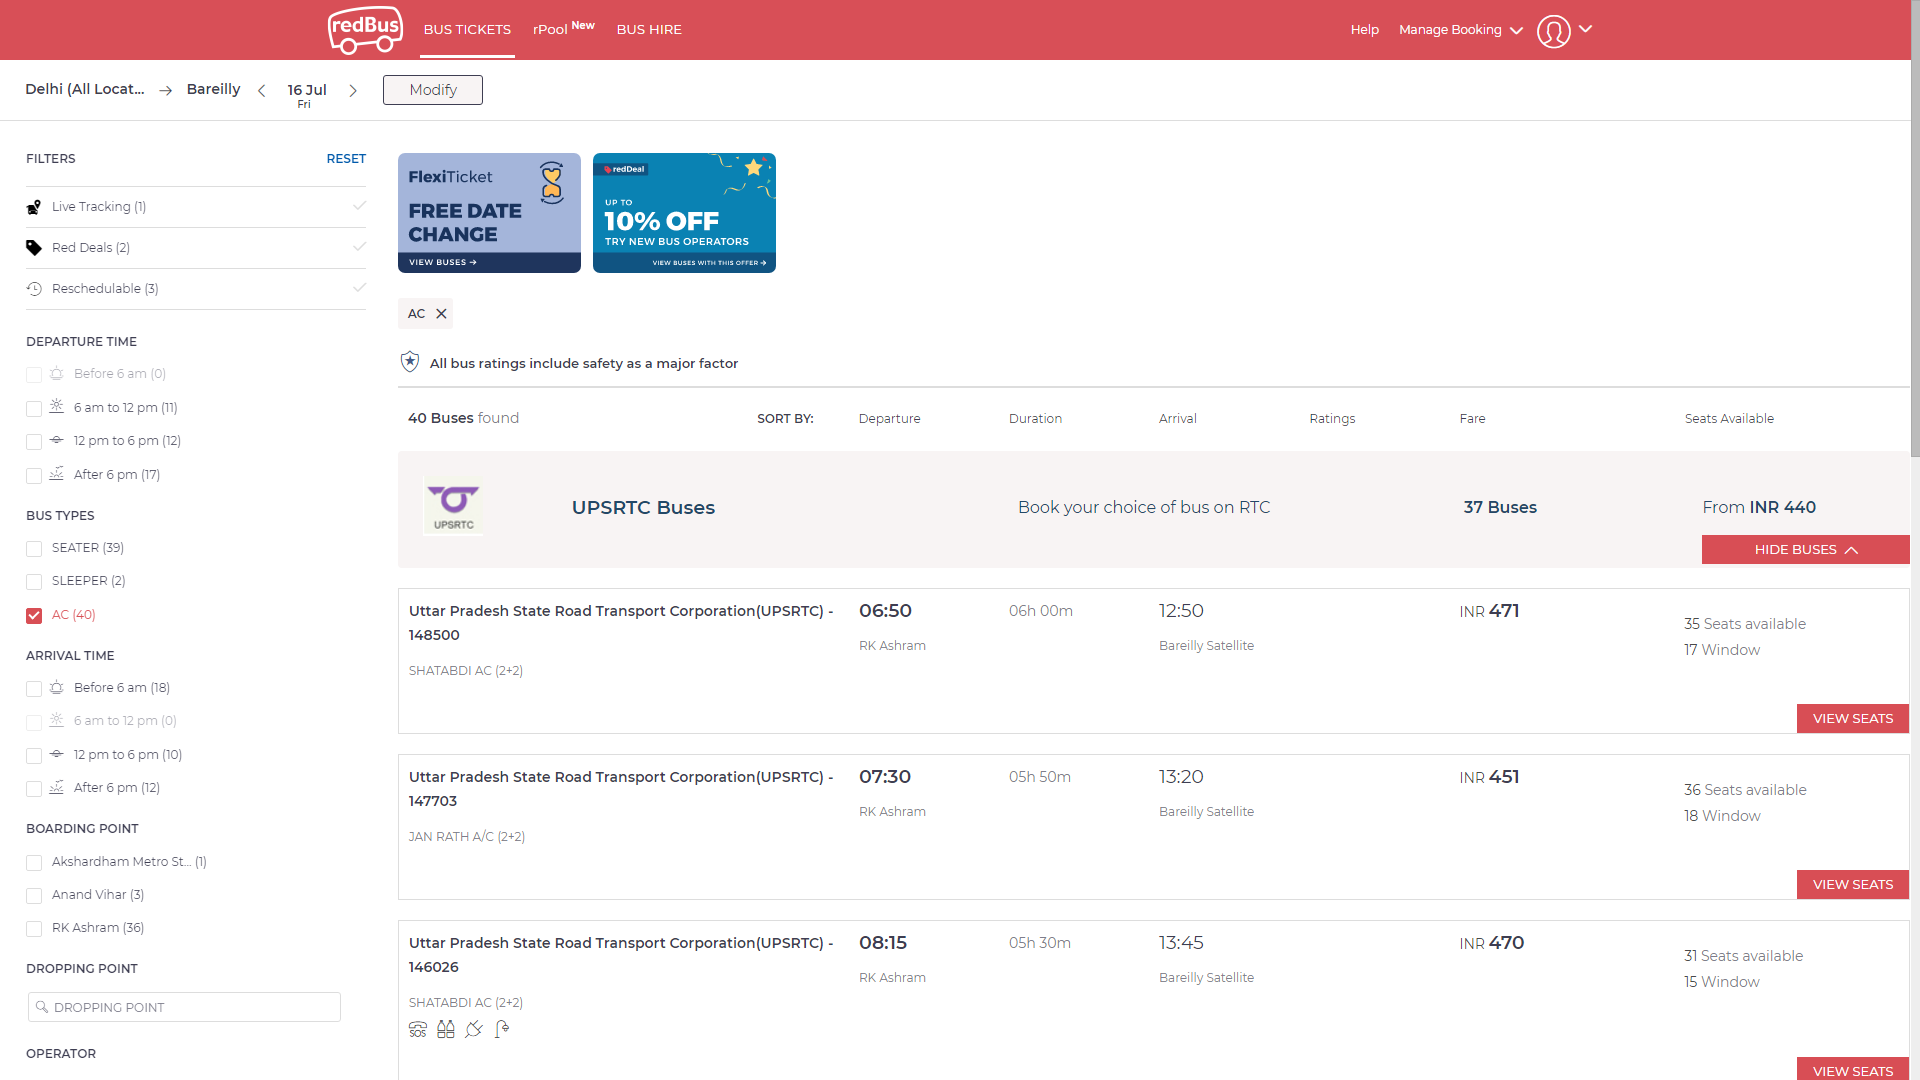 redBus
BUS TICKETS
rPool New
BUS HIRE
Help
Manage Booking
Delhi (All Locat...
Bareilly
16 Jul
Fri
Modify
FILTERS
RESET
Live Tracking (1)
Red Deals (2)
Reschedulable (3)
DEPARTURE TIME
Before 6 am (0)
6 am to 12 pm (11)
12 pm to 6 pm (12)
After 6 pm (17)
BUS TYPES
SEATER (39)
SLEEPER (2)
AC (40)
ARRIVAL TIME
Before 6 am (18)
6 am to 12 pm (0)
12 pm to 6 pm (10)
After 6 pm (12)
BOARDING POINT
Akshardham Metro St... (1)
Anand Vihar (3)
RK Ashram (36)
DROPPING POINT
DROPPING POINT
OPERATOR
FlexiTicket
FREE DATE
CHANGE
VIEW BUSES →
redDeal
UP TO
10% OFF
TRY NEW BUS OPERATORS
VIEW BUSES WITH THIS OFFER →
AC
All bus ratings include safety as a major factor
40 Buses found
SORT BY:
Departure
Duration
Arrival
Ratings
Fare
Seats Available
UPSRTC
UPSRTC Buses
Book your choice of bus on RTC
37 Buses
From INR 440
HIDE BUSES
Uttar Pradesh State Road Transport Corporation(UPSRTC) -
148500
SHATABDI AC (2+2)
06:50
RK Ashram
06h 00m
12:50
Bareilly Satellite
INR 471
35 Seats available
17 Window
VIEW SEATS
Uttar Pradesh State Road Transport Corporation(UPSRTC) -
147703
JAN RATH A/C (2+2)
07:30
RK Ashram
05h 50m
13:20
Bareilly Satellite
INR 451
36 Seats available
18 Window
VIEW SEATS
Uttar Pradesh State Road Transport Corporation(UPSRTC) -
146026
SHATABDI AC (2+2)
SOS
08:15
RK Ashram
05h 30m
13:45
Bareilly Satellite
INR 470
31 Seats available
15 Window
VIEW SEATS